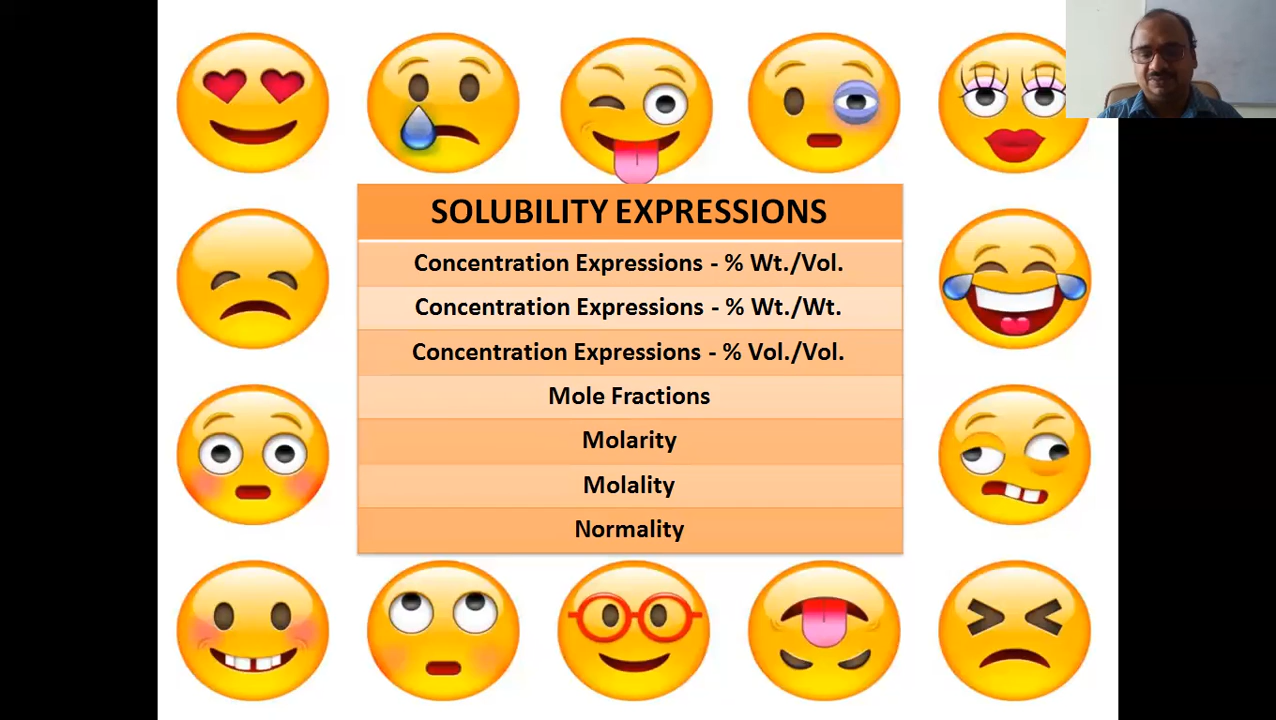 SOLUBILITY EXPRESSIONS
Concentration Expressions - % Wt./Vol.
Concentration Expressions - % Wt./Wt.
Concentration Expressions - % Vol./Vol.
Mole Fractions
Molarity
Molality
Normality